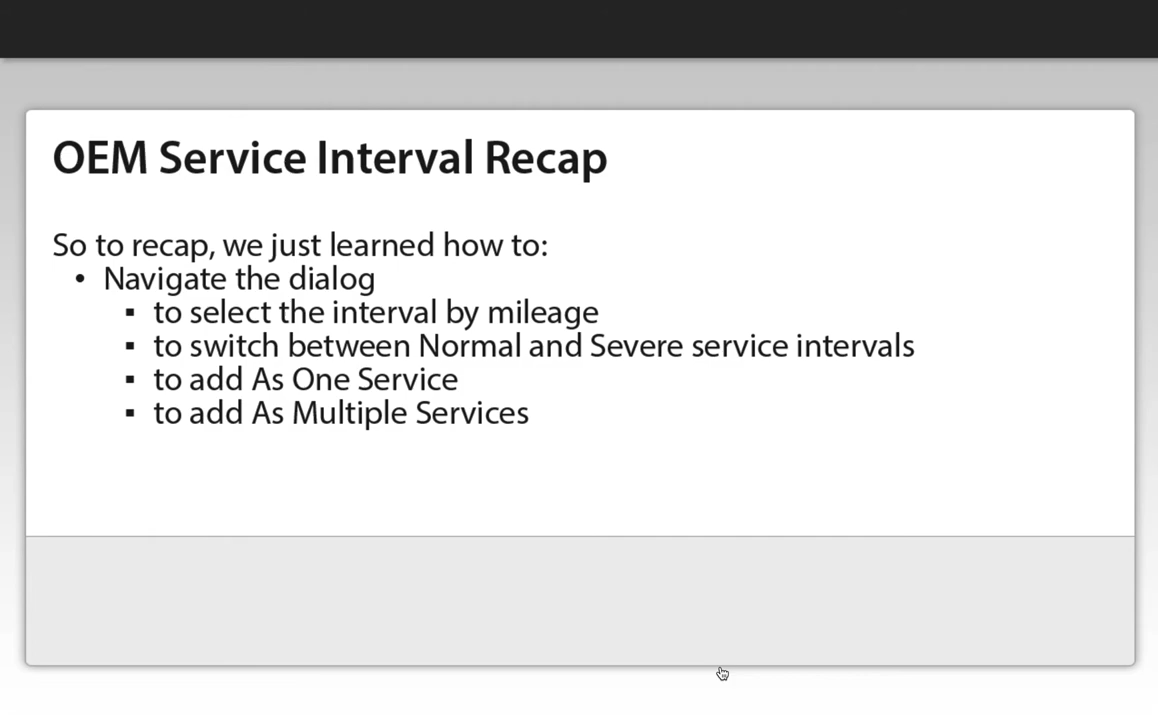 OEM Service Interval Recap
So to recap, we just learned how to:
• Navigate the dialog
▪ to select the interval by mileage
▪ to switch between Normal and Severe service intervals
▪ to add As One Service
▪ to add As Multiple Services